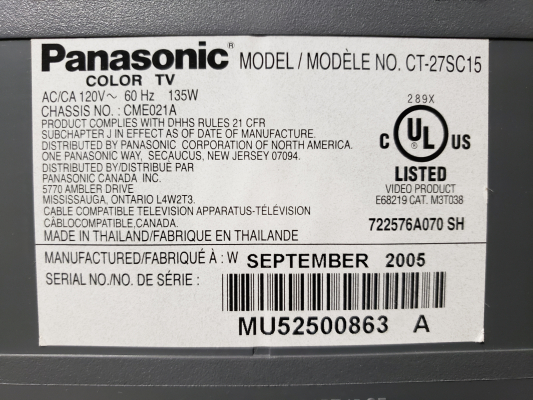 Panasonic® MODEL / MODÈLE NO. CT-27SC15
COLOR TV
AC/CA 120V~ 60 Hz 135W
CHASSIS NO. : CME021A
PRODUCT COMPLIES WITH DHHS RULES 21 CFR
SUBCHAPTER J IN EFFECT AS OF DATE OF MANUFACTURE.
DISTRIBUTED BY PANASONIC CORPORATION OF NORTH AMERICA.
ONE PANASONIC WAY, SECAUCUS, NEW JERSEY 07094.
DISTRIBUTED BY/DISTRIBUÉ PAR
PANASONIC CANADA INC.
5770 AMBLER DRIVE
MISSISSAUGA, ONTARIO L4W2T3.
CABLE COMPATIBLE TELEVISION APPARATUS-TÉLÉVISION
CÂBLOCOMPATIBLE,CANADA.
MADE IN THAILAND/FABRIQUE EN THAILANDE
289X
C UL US
®
LISTED
VIDEO PRODUCT
E68219 CAT. M3T038
722576A070 SH
MANUFACTURED/FABRIQUÉ À : W SEPTEMBER 2005
SERIAL NO./NO. DE SÉRIE :
MU52500863 A